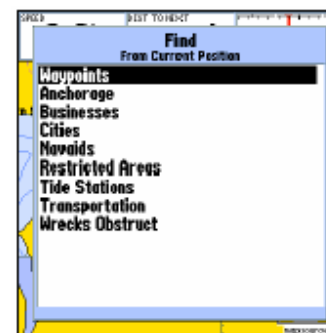 SPEED DIST TO NEXT
Find
From Current Position
Waypoints
Anchorage
Businesses
Cities
Navaids
Restricted Areas
Tide Stations
Transportation
Wrecks Obstruct